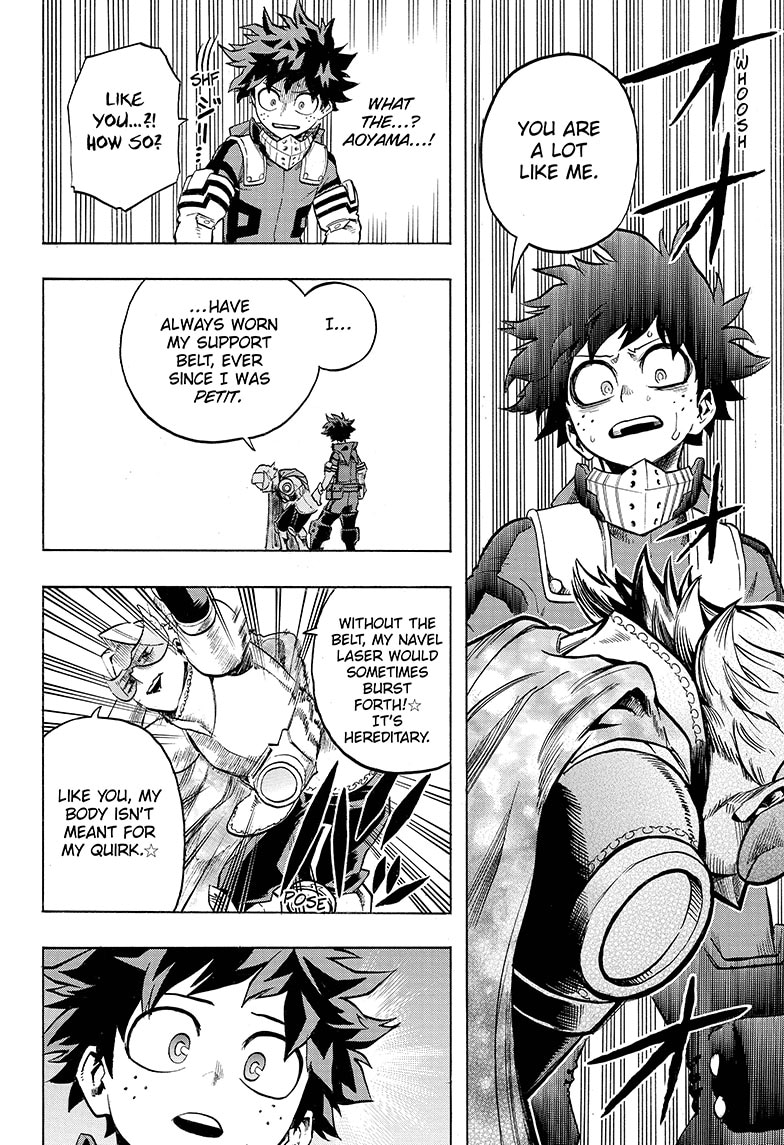 WHOOSH
YOU ARE
A LOT
LIKE ME.
WHAT
THE...?
AOYAMA...!
SHF
LIKE
YOU...?!
HOW SO?
I...
...HAVE
ALWAYS WORN
MY SUPPORT
BELT, EVER
SINCE I WAS
PETIT.
WITHOUT THE
BELT, MY NAVEL
LASER WOULD
SOMETIMES
BURST
FORTH!☆
IT'S
HEREDITARY.
POSE
LIKE YOU, MY
BODY ISN'T
MEANT FOR
MY QUIRK.☆